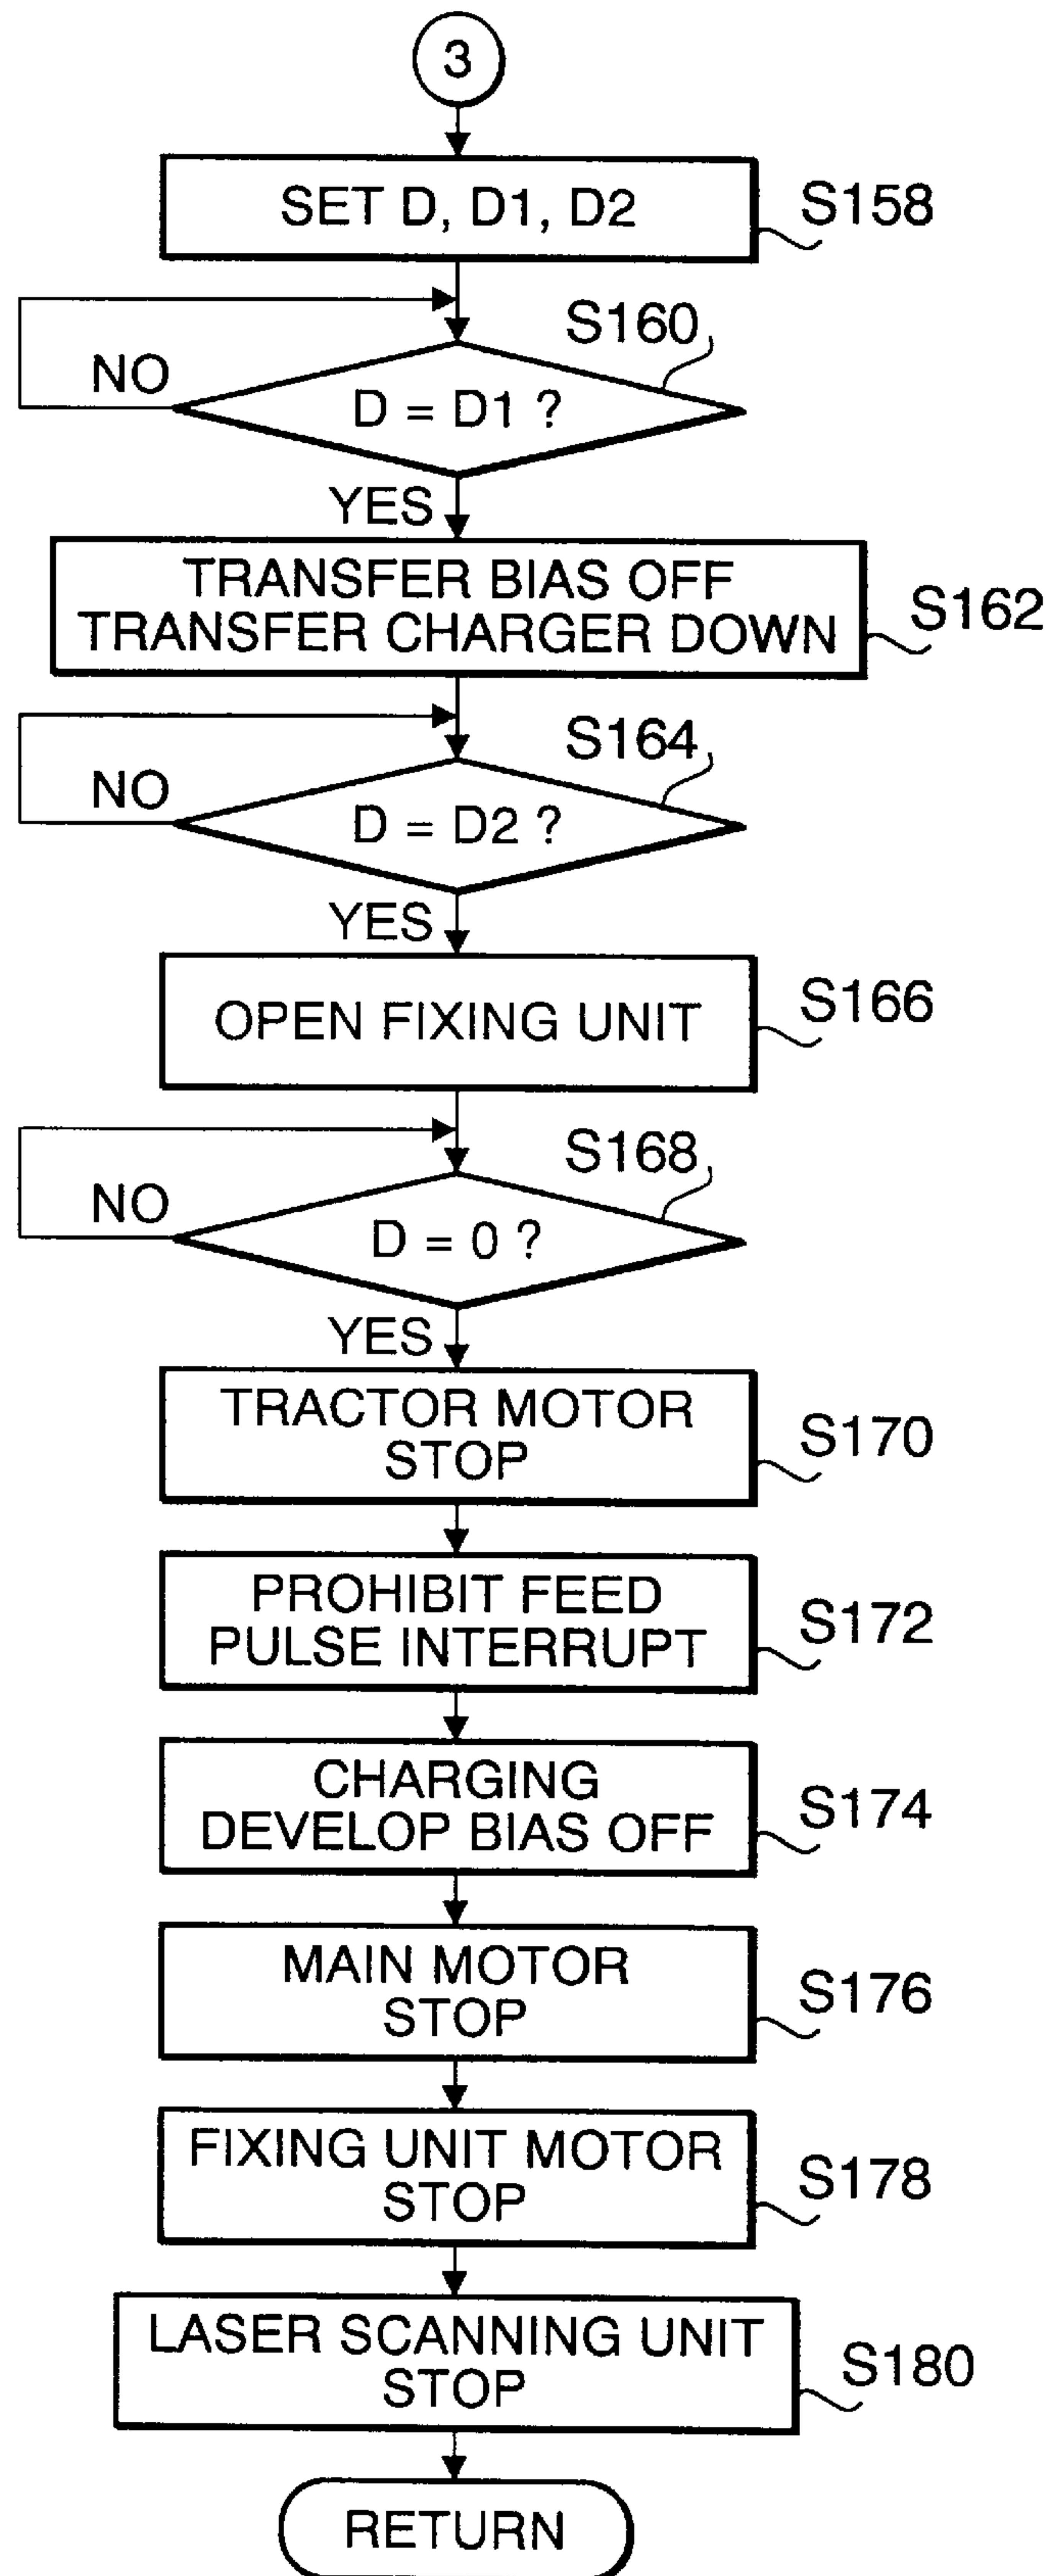 3
SET D, D1, D2
S158
S160
NO
D = D1 ?
YES
TRANSFER BIAS OFF
TRANSFER CHARGER DOWN
S162
S164
NO
D = D2 ?
YES
OPEN FIXING UNIT
S166
S168
NO
D = 0 ?
YES
TRACTOR MOTOR
STOP
S170
PROHIBIT FEED
PULSE INTERRUPT
S172
CHARGING
DEVELOP BIAS OFF
S174
MAIN MOTOR
STOP
S176
FIXING UNIT MOTOR
STOP
S178
LASER SCANNING UNIT
STOP
S180
RETURN